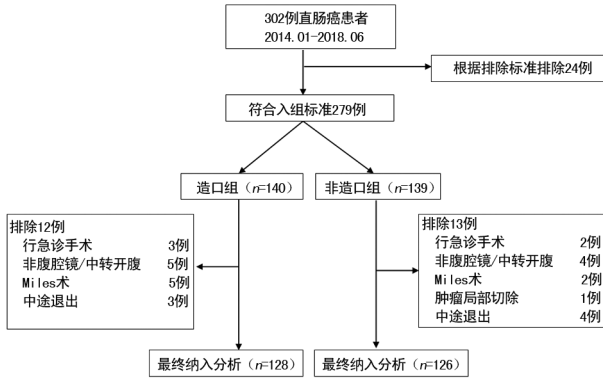 302例直肠癌患者
2014.01-2018.06
根据排除标准排除24例
符合入组标准279例
造口组（n=140）
非造口组（n=139）
排除12例
行急诊手术 3例
非腹腔镜/中转开腹 5例
Miles术 5例
中途退出 3例
排除13例
行急诊手术 2例
非腹腔镜/中转开腹 4例
Miles术 2例
肿瘤局部切除 1例
中途退出 4例
最终纳入分析（n=128）
最终纳入分析（n=126）